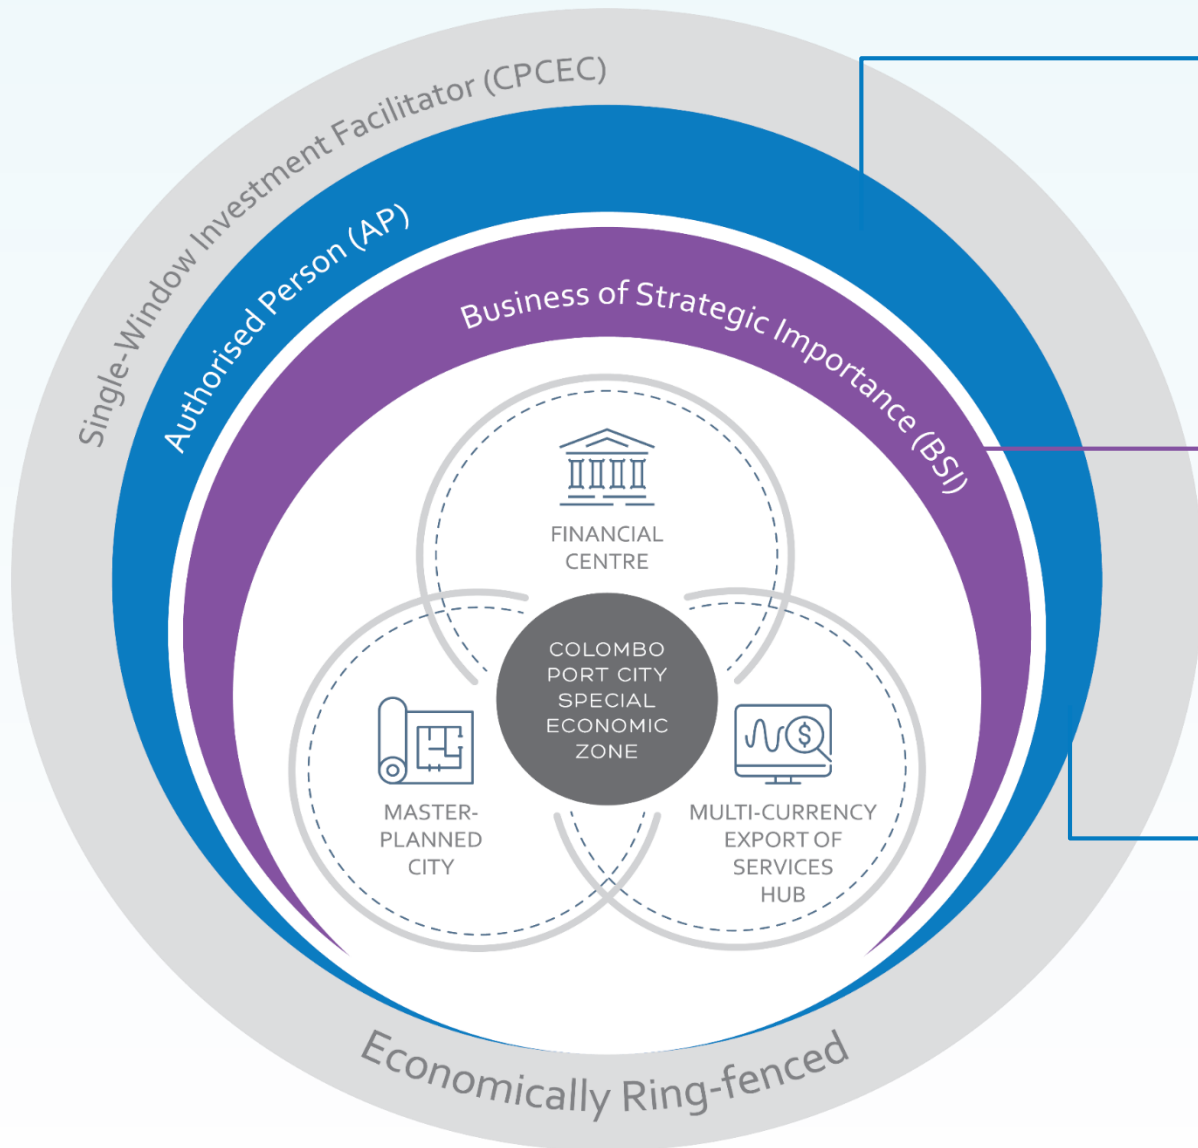 Single-Window Investment Facilitator (CPCEC)
Authorised Person (AP)
Business of Strategic Importance (BSI)
FINANCIAL
CENTRE
COLOMBO
PORT CITY
SPECIAL
ECONOMIC
ZONE
MASTER-
PLANNED
CITY
$
MULTI-CURRENCY
EXPORT OF
SERVICES
HUB
Economically Ring-fenced